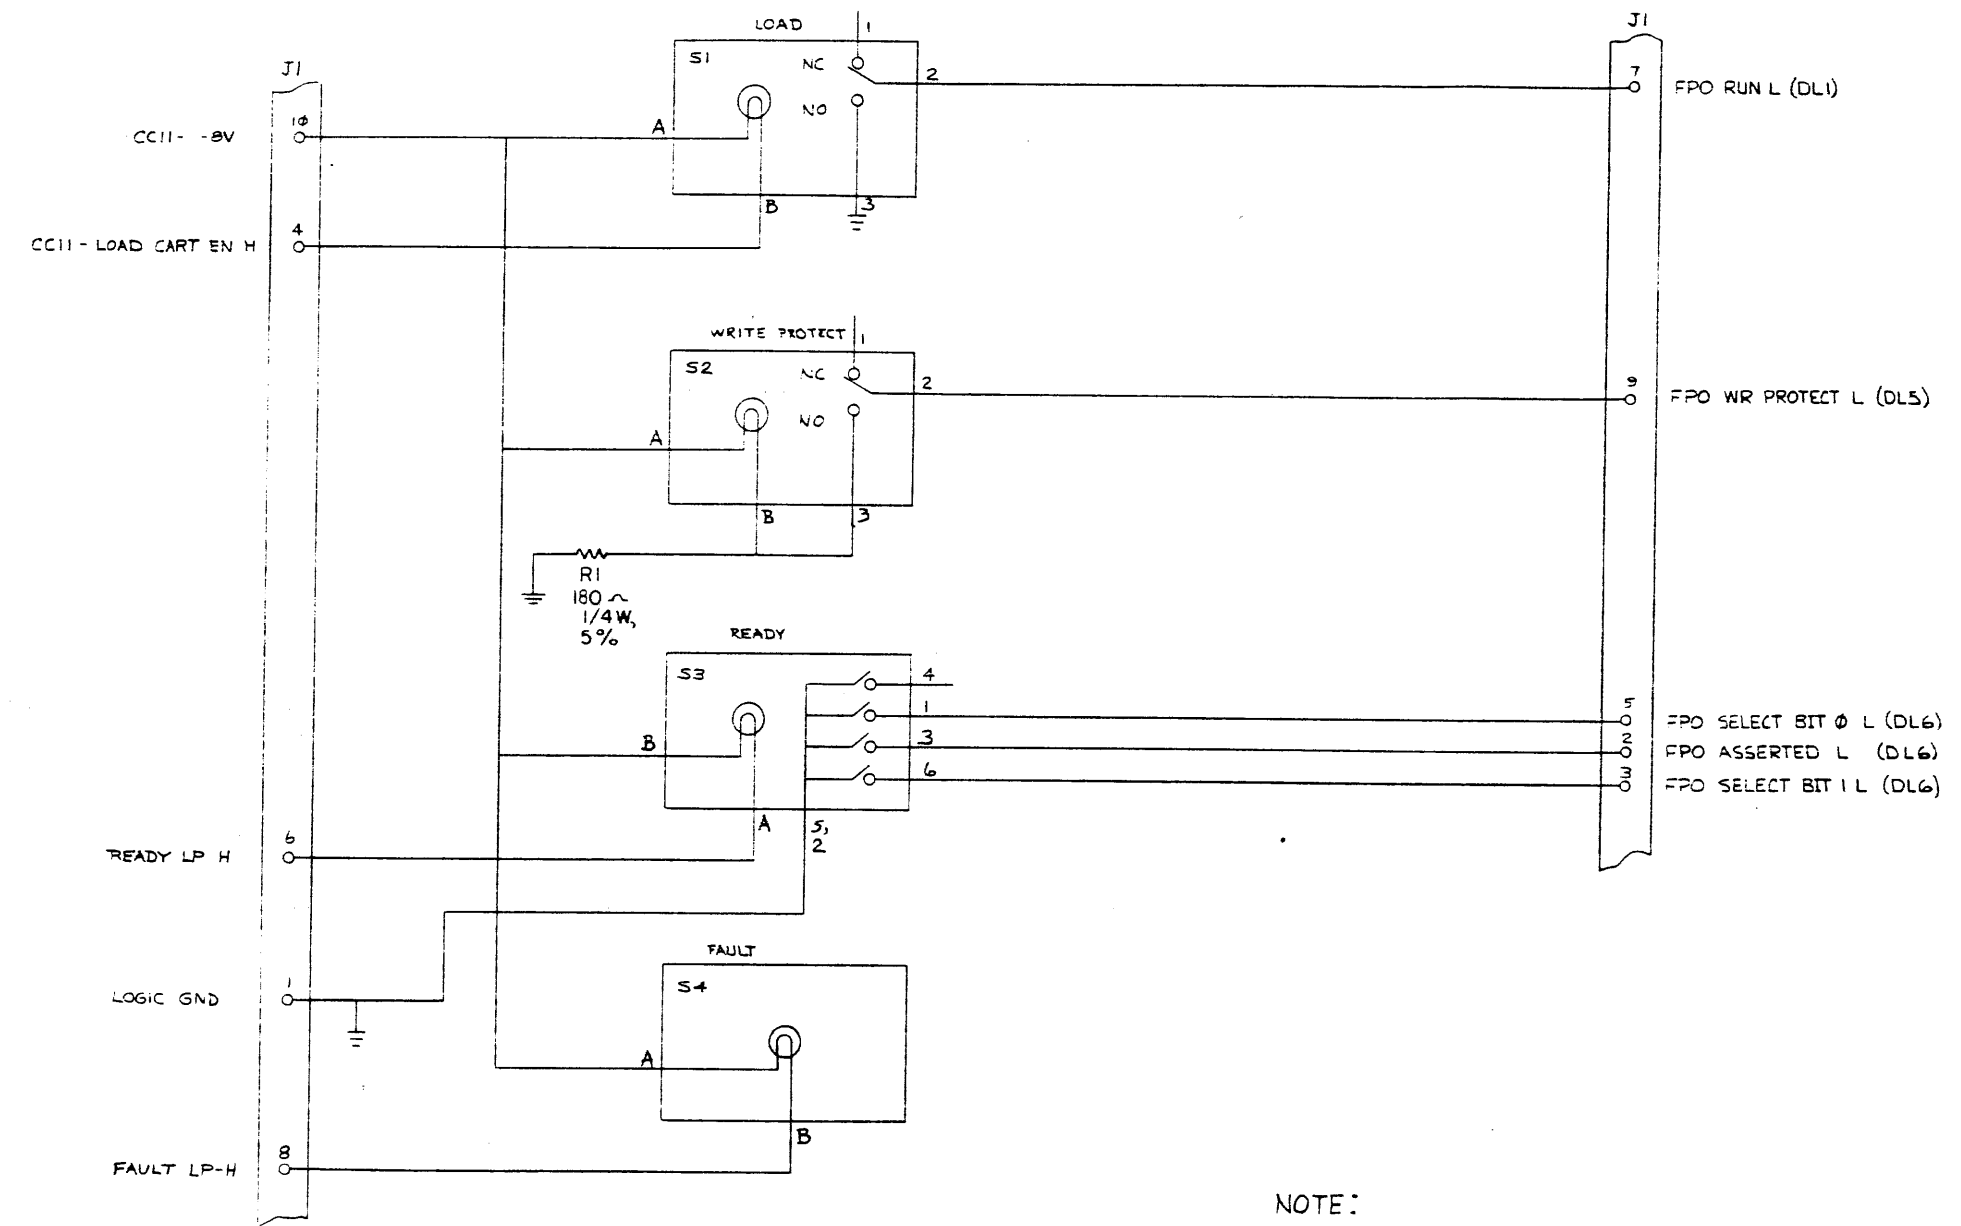 LOAD
1
J1
S1
NC
2
7
FPO RUN L (DL1)
J1
NO
10
CC11- -8V
A
B
3
4
CC11-LOAD CART EN H
WRITE PROTECT
1
S2
NC
2
9
FPO WR PROTECT L (DL5)
NO
A
B
3
R1
180 Ω
1/4W,
5%
READY
S3
4
1
5
FPO SELECT BIT Ø L (DL6)
B
3
2
FPO ASSERTED L (DL6)
6
3
FPO SELECT BIT 1 L (DL6)
A
5,
2
6
READY LP H
FAULT
S4
1
LOGIC GND
A
B
8
FAULT LP-H
NOTE: